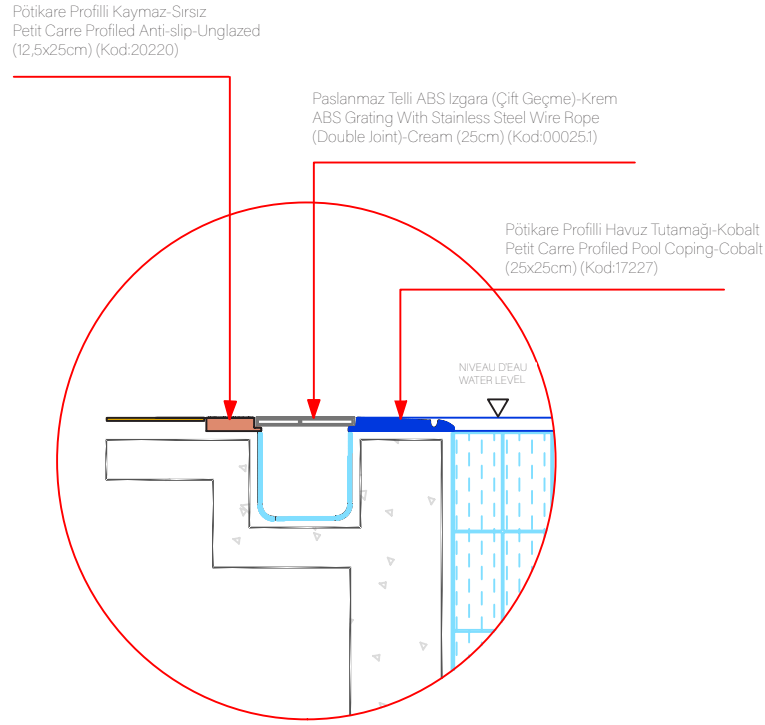 Pötikare Profilli Kaymaz-Sırsız
Petit Carre Profiled Anti-slip-Unglazed
(12,5x25cm) (Kod:20220)
Paslanmaz Telli ABS Izgara (Çift Geçme)-Krem
ABS Grating With Stainless Steel Wire Rope
(Double Joint)-Cream (25cm) (Kod:00025.1)
Pötikare Profilli Havuz Tutamağı-Kobalt
Petit Carre Profiled Pool Coping-Cobalt
(25x25cm) (Kod:17227)
NIVEAU D'EAU
WATER LEVEL